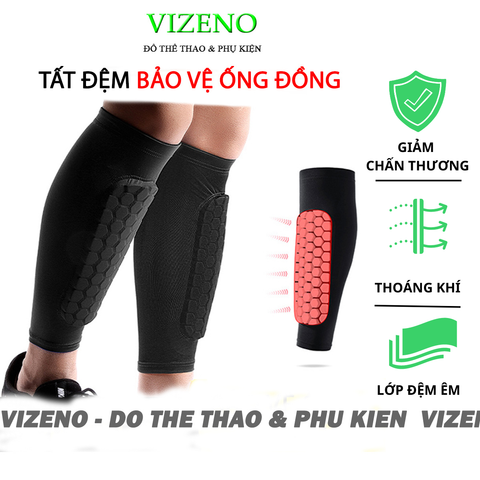 VIZENO
ĐỒ THỂ THAO & PHỤ KIỆN
TẤT ĐỆM BẢO VỆ ỐNG ĐỒNG
GIẢM
CHẤN THƯƠNG
THOÁNG KHÍ
LỚP ĐỆM ÊM
VIZENO - DO THE THAO & PHU KIEN VIZEN